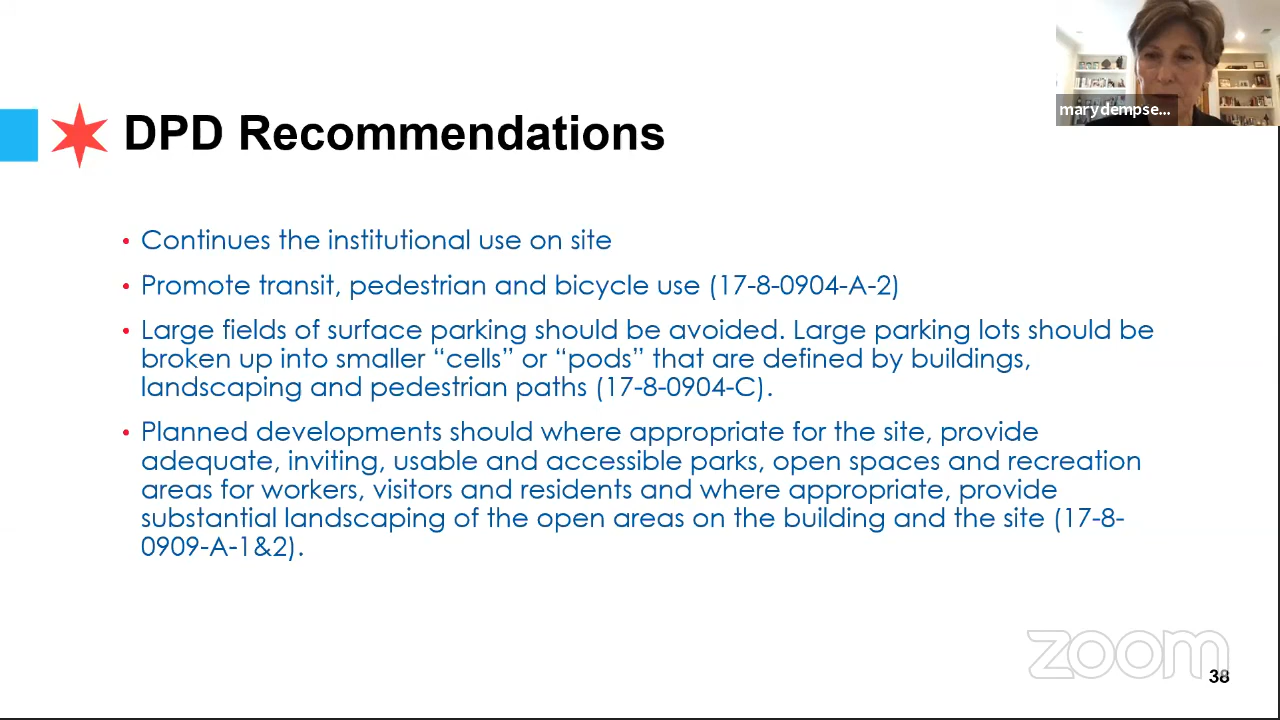 marydempse...
DPD Recommendations
• Continues the institutional use on site
• Promote transit, pedestrian and bicycle use (17-8-0904-A-2)
• Large fields of surface parking should be avoided. Large parking lots should be
broken up into smaller “cells” or “pods” that are defined by buildings,
landscaping and pedestrian paths (17-8-0904-C).
• Planned developments should where appropriate for the site, provide
adequate, inviting, usable and accessible parks, open spaces and recreation
areas for workers, visitors and residents and where appropriate, provide
substantial landscaping of the open areas on the building and the site (17-8-
0909-A-1&2).
zoom
38